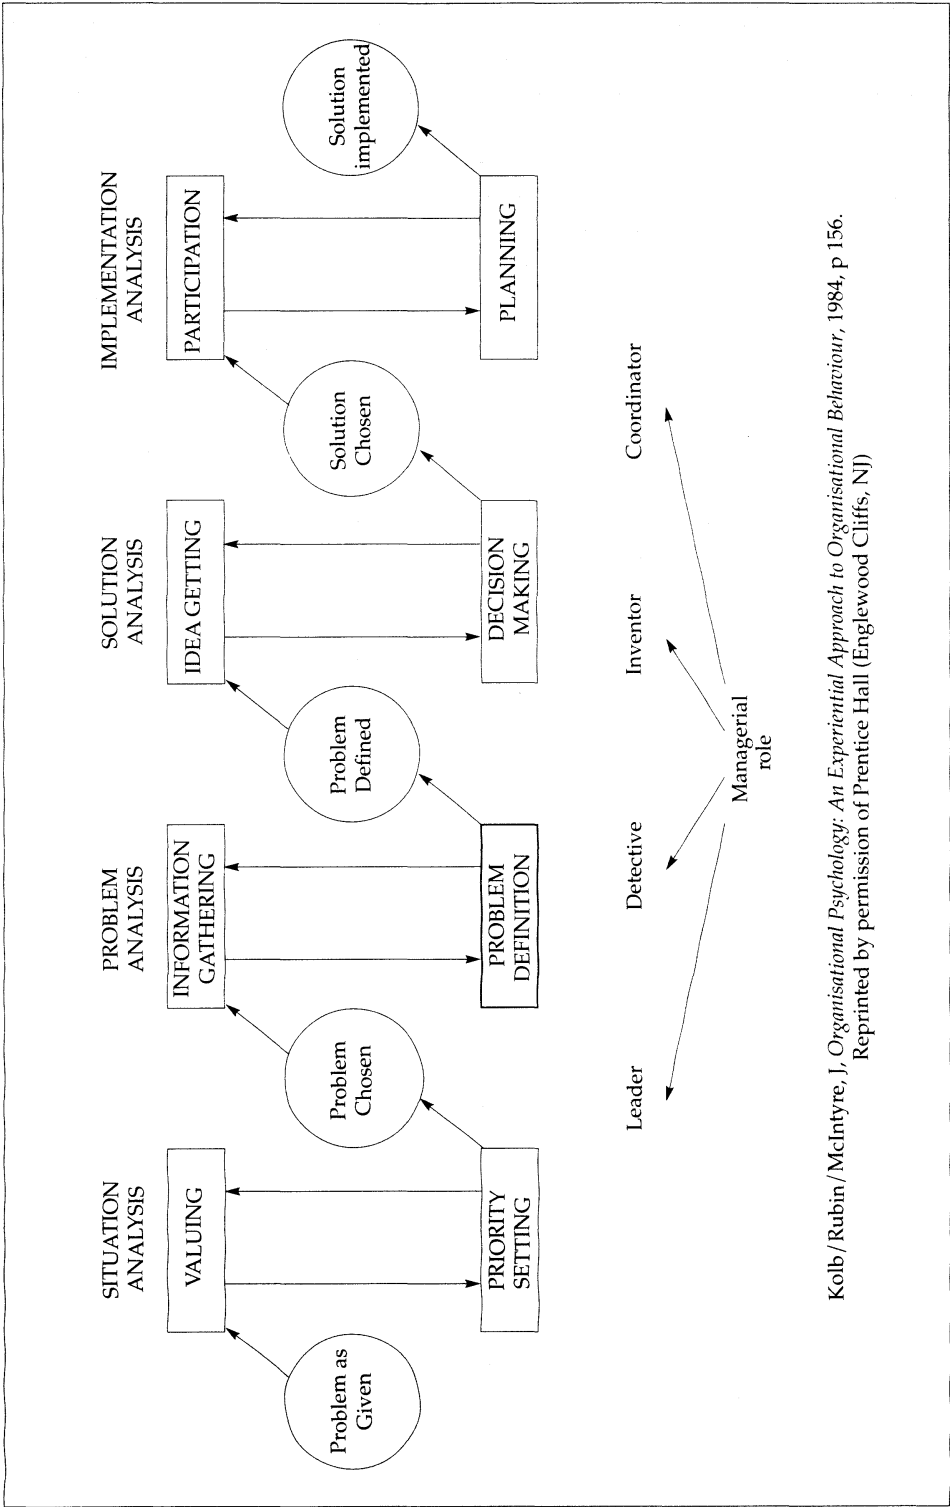 SITUATION
ANALYSIS
PROBLEM
ANALYSIS
SOLUTION
ANALYSIS
IMPLEMENTATION
ANALYSIS
VALUING
INFORMATION
GATHERING
IDEA GETTING
PARTICIPATION
Problem as
Given
Problem
Chosen
Problem
Defined
Solution
Chosen
Solution
implemented
PRIORITY
SETTING
PROBLEM
DEFINITION
DECISION
MAKING
PLANNING
Leader
Detective
Inventor
Coordinator
Managerial
role
Kolb/Rubin/McIntyre, J, Organisational Psychology: An Experiential Approach to Organisational Behaviour, 1984, p 156.
Reprinted by permission of Prentice Hall (Englewood Cliffs, NJ)